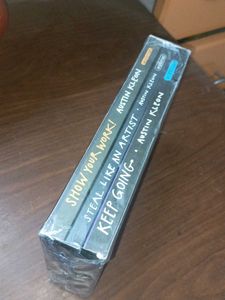 SHOW YOUR WORK! AUSTIN KLEON
STEAL LIKE AN ARTIST • AUSTIN KLEON
KEEP GOING • AUSTIN KLEON